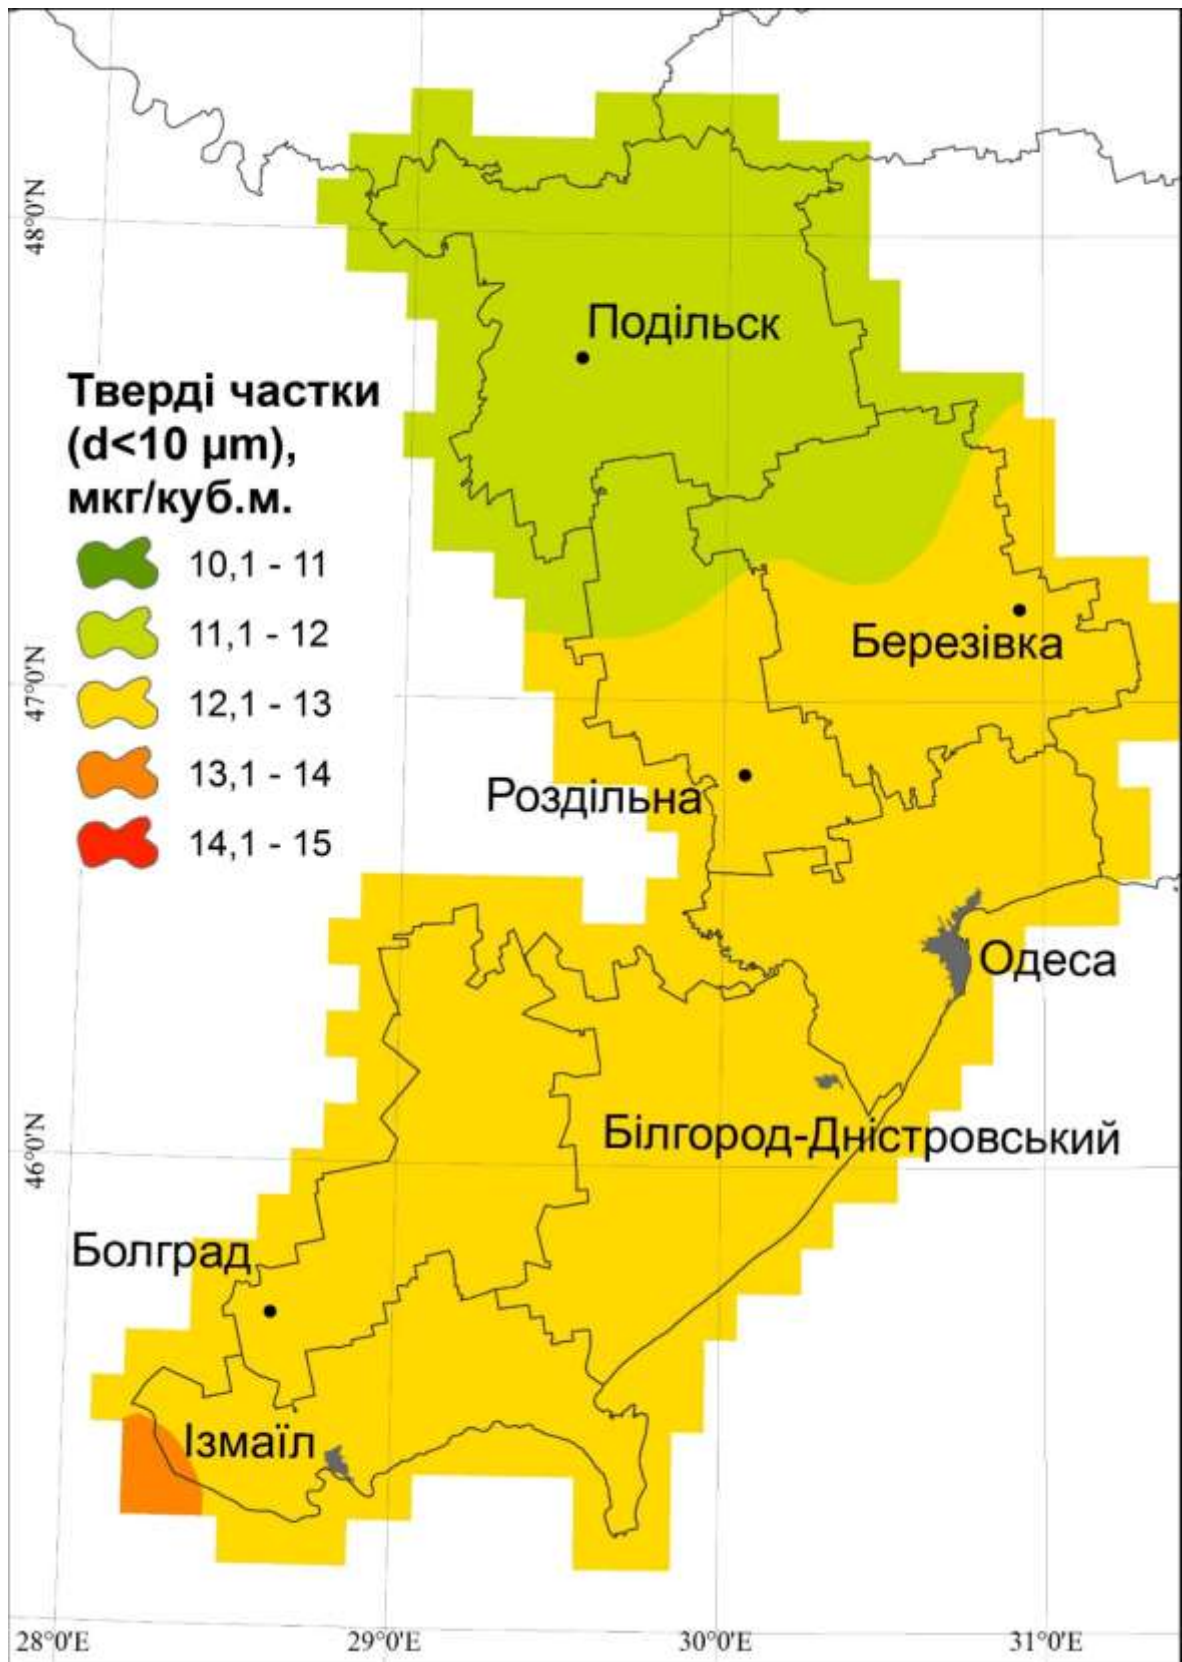 48°0'N
Подільск
Тверді частки
(d<10 µm),
мкг/куб.м.
10,1 - 11
11,1 - 12
12,1 - 13
13,1 - 14
14,1 - 15
Березівка
47°0'N
Роздільна
Одеса
Білгород-Дністровський
46°0'N
Болград
Ізмаїл
28°0'E
29°0'E
30°0'E
31°0'E